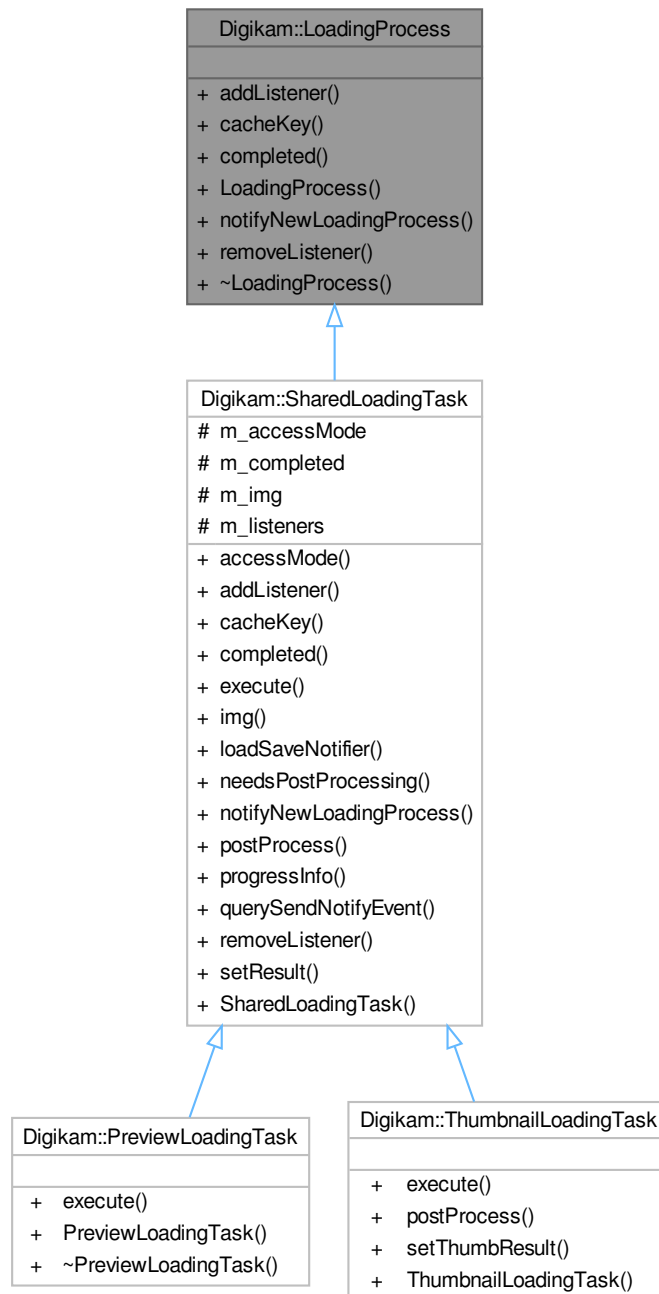 Digikam::LoadingProcess
+ addListener()
+ cacheKey()
+ completed()
+ LoadingProcess()
+ notifyNewLoadingProcess()
+ removeListener()
+ ~LoadingProcess()
Digikam::SharedLoadingTask
# m_accessMode
# m_completed
# m_img
# m_listeners
+ accessMode()
+ addListener()
+ cacheKey()
+ completed()
+ execute()
+ img()
+ loadSaveNotifier()
+ needsPostProcessing()
+ notifyNewLoadingProcess()
+ postProcess()
+ progressInfo()
+ querySendNotifyEvent()
+ removeListener()
+ setResult()
+ SharedLoadingTask()
Digikam::PreviewLoadingTask
+ execute()
+ PreviewLoadingTask()
+ ~PreviewLoadingTask()
Digikam::ThumbnailLoadingTask
+ execute()
+ postProcess()
+ setThumbResult()
+ ThumbnailLoadingTask()